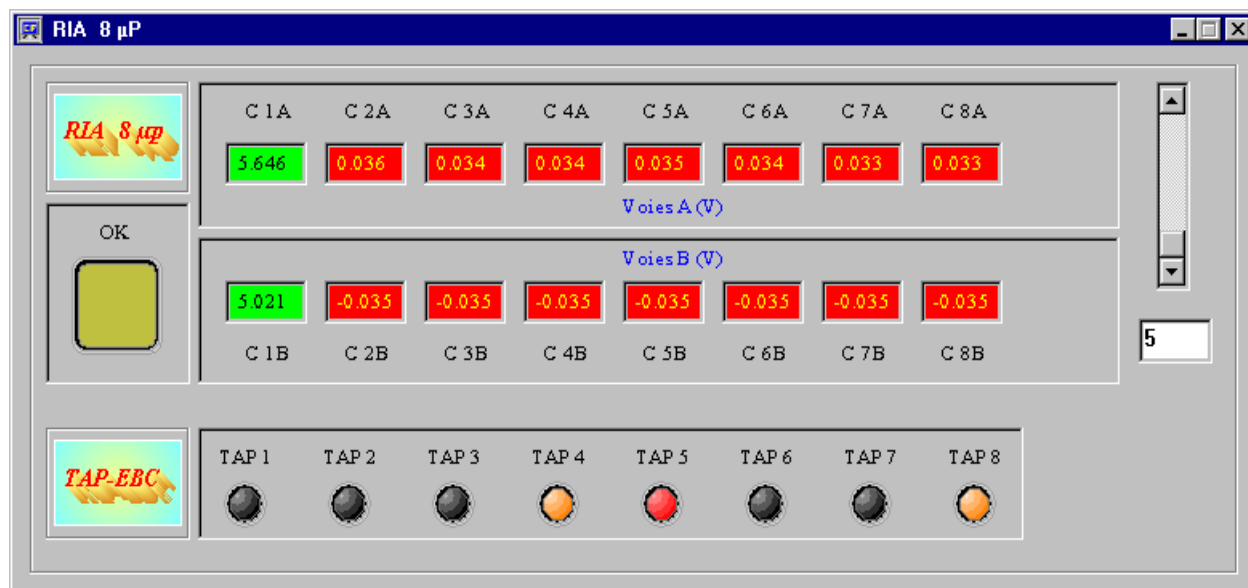 RIA 8 µP
RIA 8 µp
C 1A C 2A C 3A C 4A C 5A C 6A C 7A C 8A
5.646 0.036 0.034 0.034 0.035 0.034 0.033 0.033
Voies A (V)
OK
Voies B (V)
5.021 -0.035 -0.035 -0.035 -0.035 -0.035 -0.035 -0.035
C 1B C 2B C 3B C 4B C 5B C 6B C 7B C 8B
5
TAP-EBC
TAP 1 TAP 2 TAP 3 TAP 4 TAP 5 TAP 6 TAP 7 TAP 8